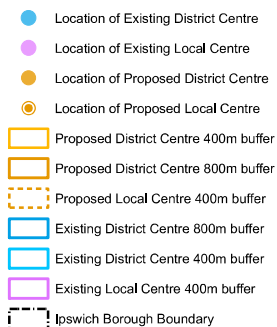 Location of Existing District Centre
Location of Existing Local Centre
Location of Proposed District Centre
Location of Proposed Local Centre
Proposed District Centre 400m buffer
Proposed District Centre 800m buffer
Proposed Local Centre 400m buffer
Existing District Centre 800m buffer
Existing District Centre 400m buffer
Existing Local Centre 400m buffer
Ipswich Borough Boundary